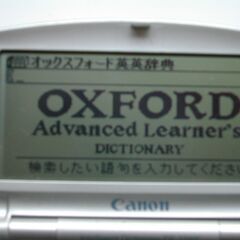 オックスフォード英英辞典
OXFORD
Advanced Learner's
DICTIONARY
検索したい語句を入力してください
Canon